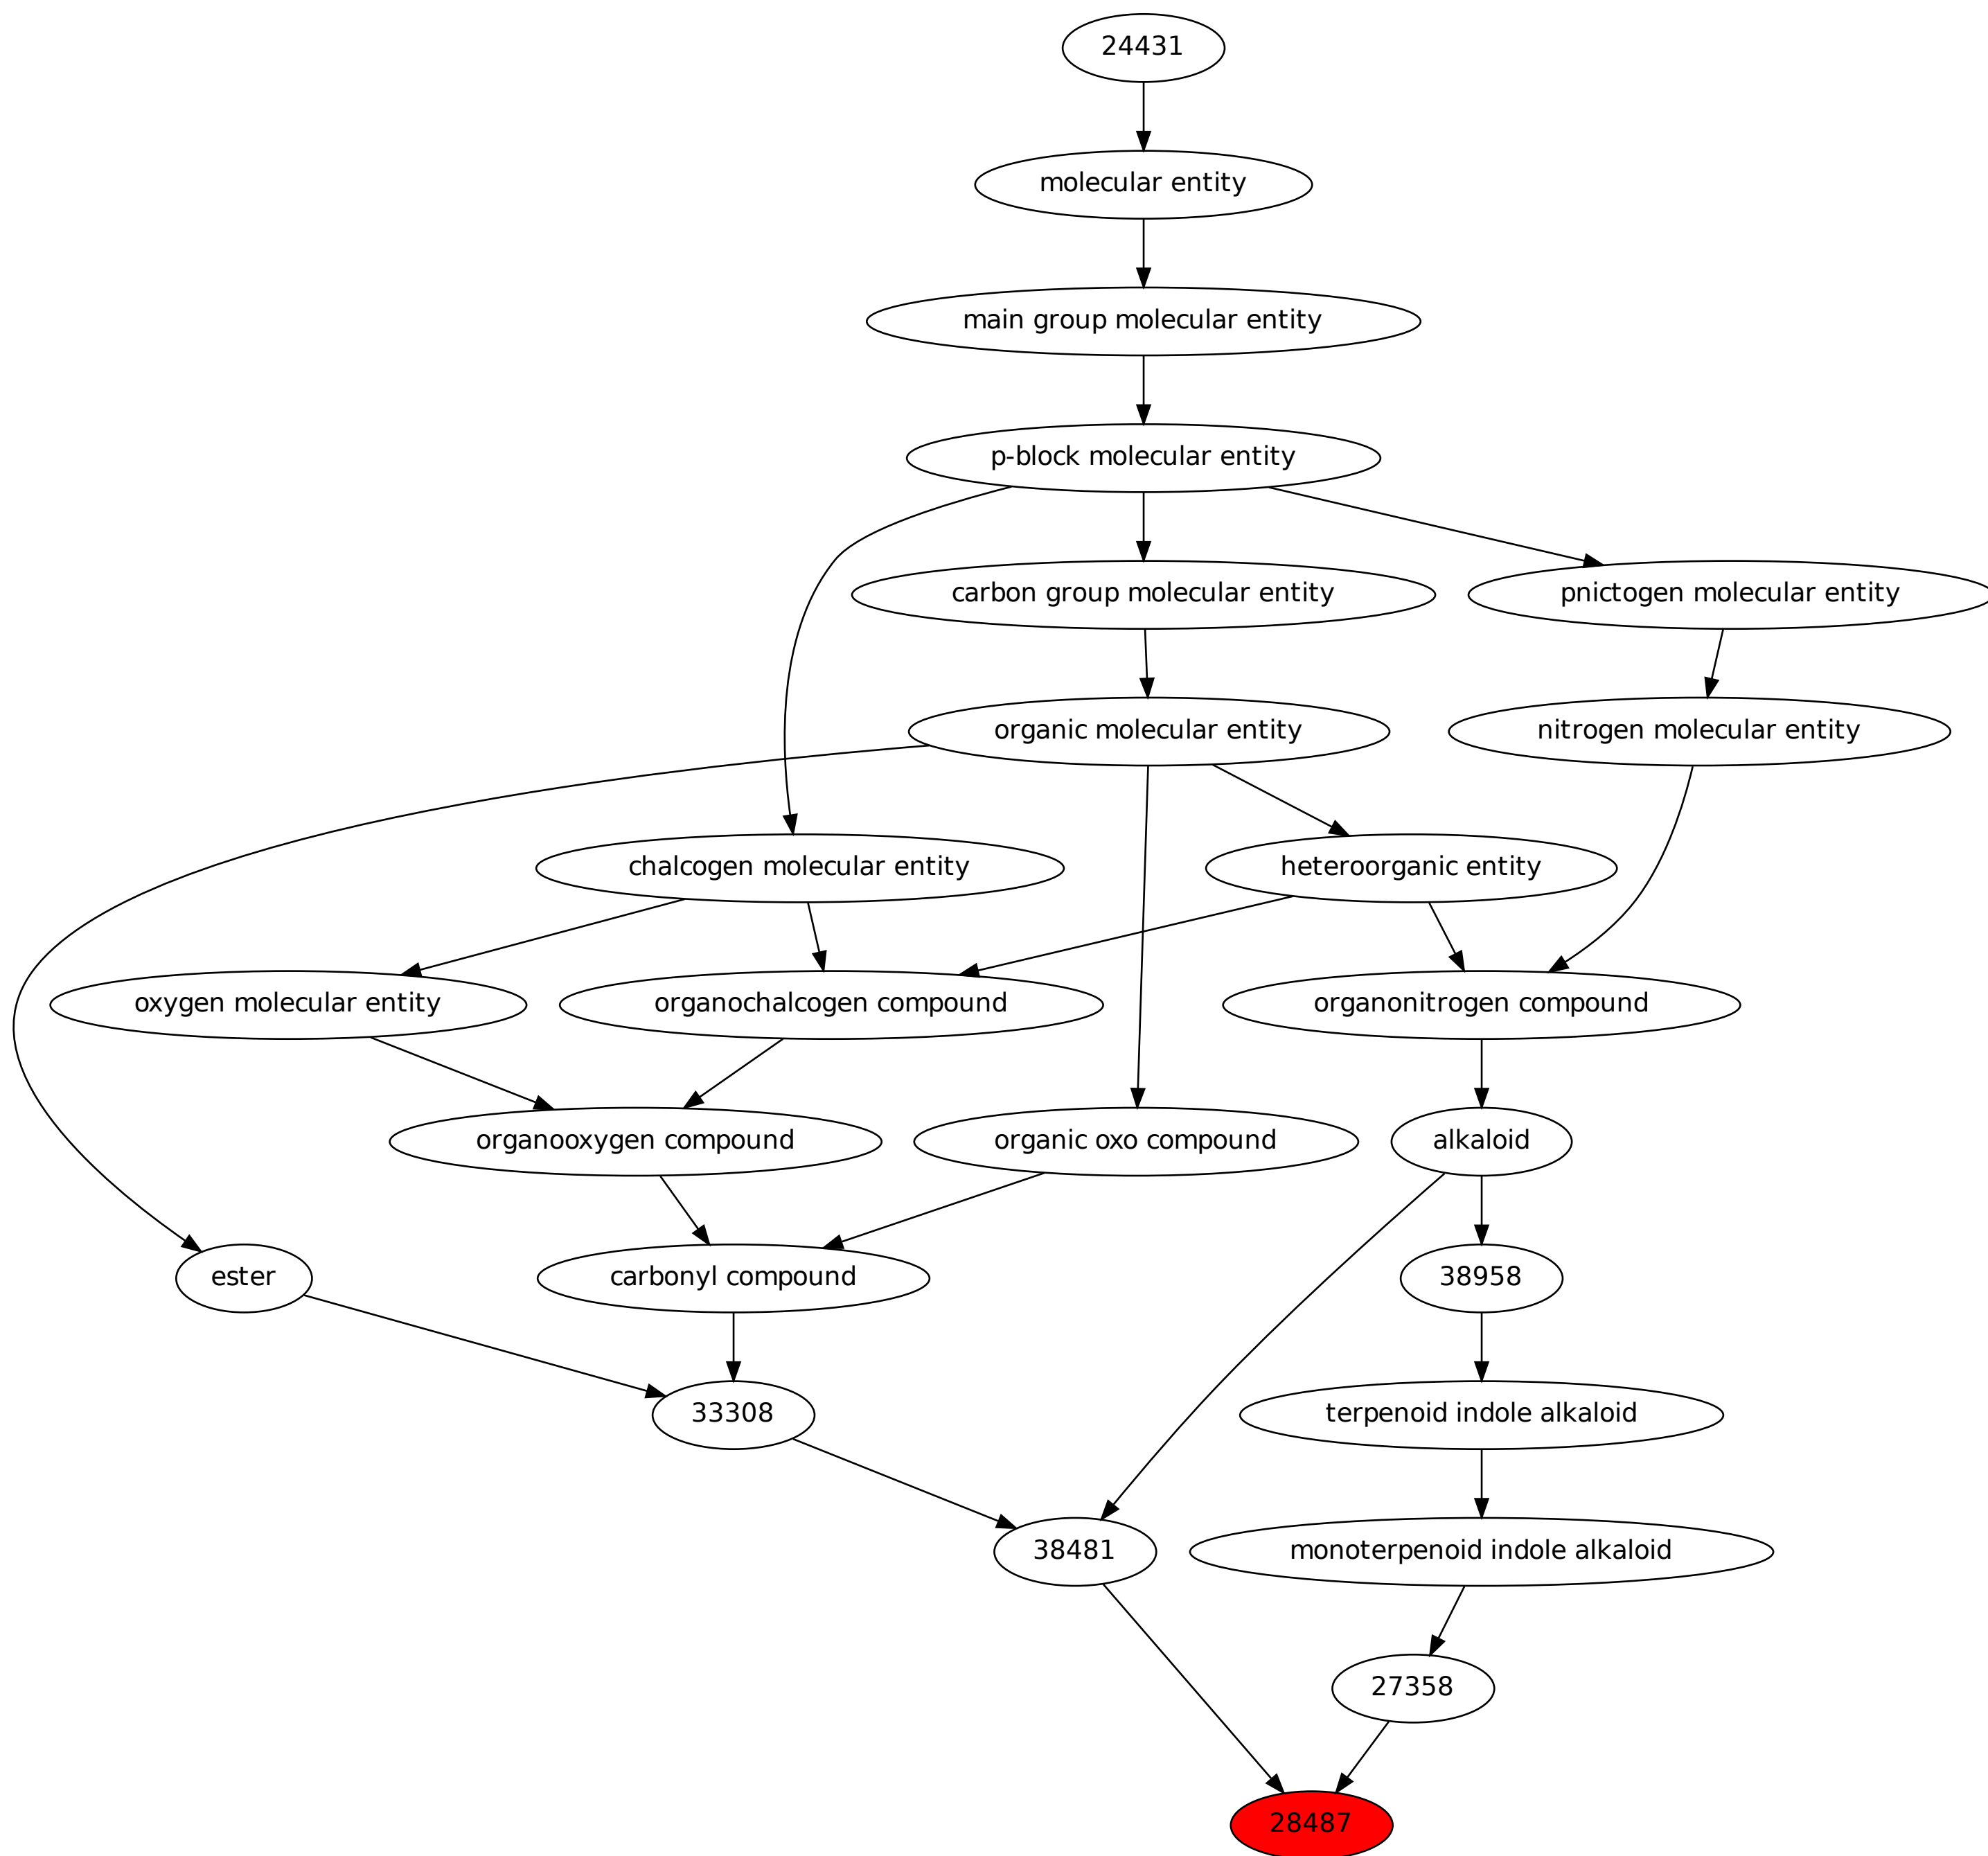 24431
molecular entity
main group molecular entity
p-block molecular entity
carbon group molecular entity
pnictogen molecular entity
organic molecular entity
nitrogen molecular entity
chalcogen molecular entity
heteroorganic entity
oxygen molecular entity
organochalcogen compound
organonitrogen compound
organooxygen compound
organic oxo compound
alkaloid
ester
carbonyl compound
38958
33308
terpenoid indole alkaloid
38481
monoterpenoid indole alkaloid
27358
28487